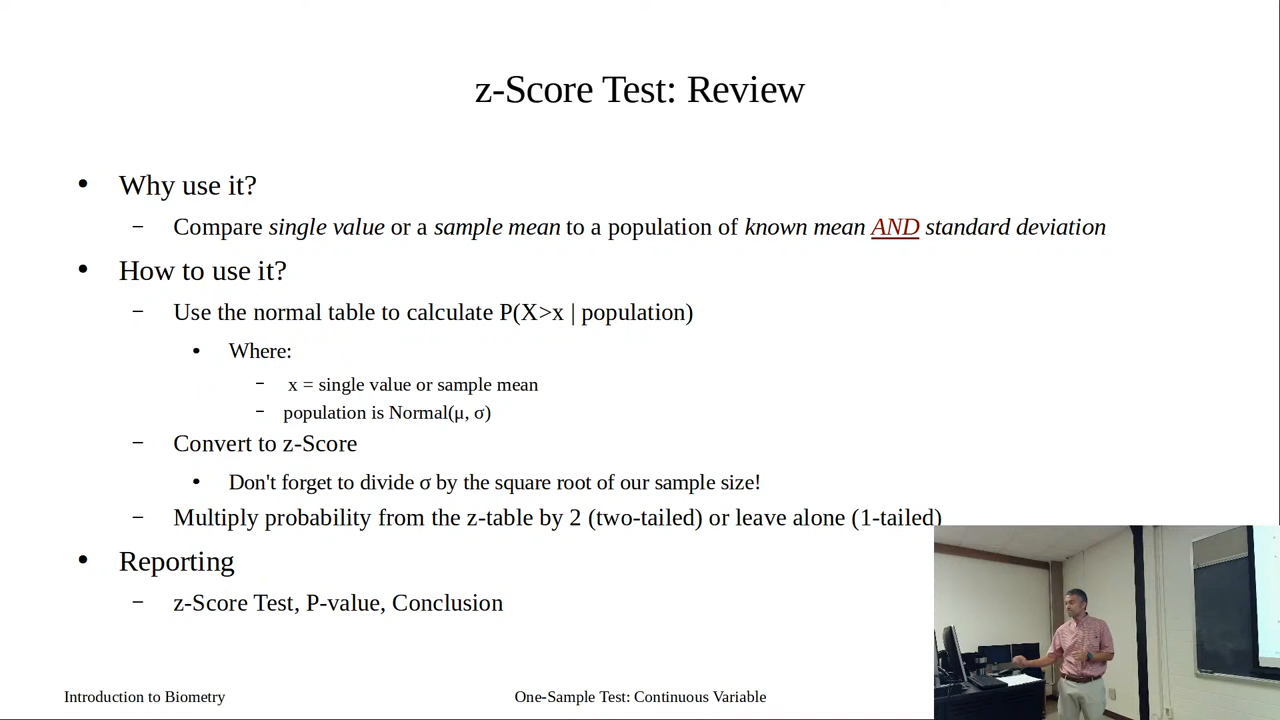 z-Score Test: Review
• Why use it?
– Compare single value or a sample mean to a population of known mean AND standard deviation
• How to use it?
– Use the normal table to calculate P(X>x | population)
• Where:
– x = single value or sample mean
– population is Normal(μ, σ)
– Convert to z-Score
• Don't forget to divide σ by the square root of our sample size!
– Multiply probability from the z-table by 2 (two-tailed) or leave alone (1-tailed)
• Reporting
– z-Score Test, P-value, Conclusion
Introduction to Biometry
One-Sample Test: Continuous Variable